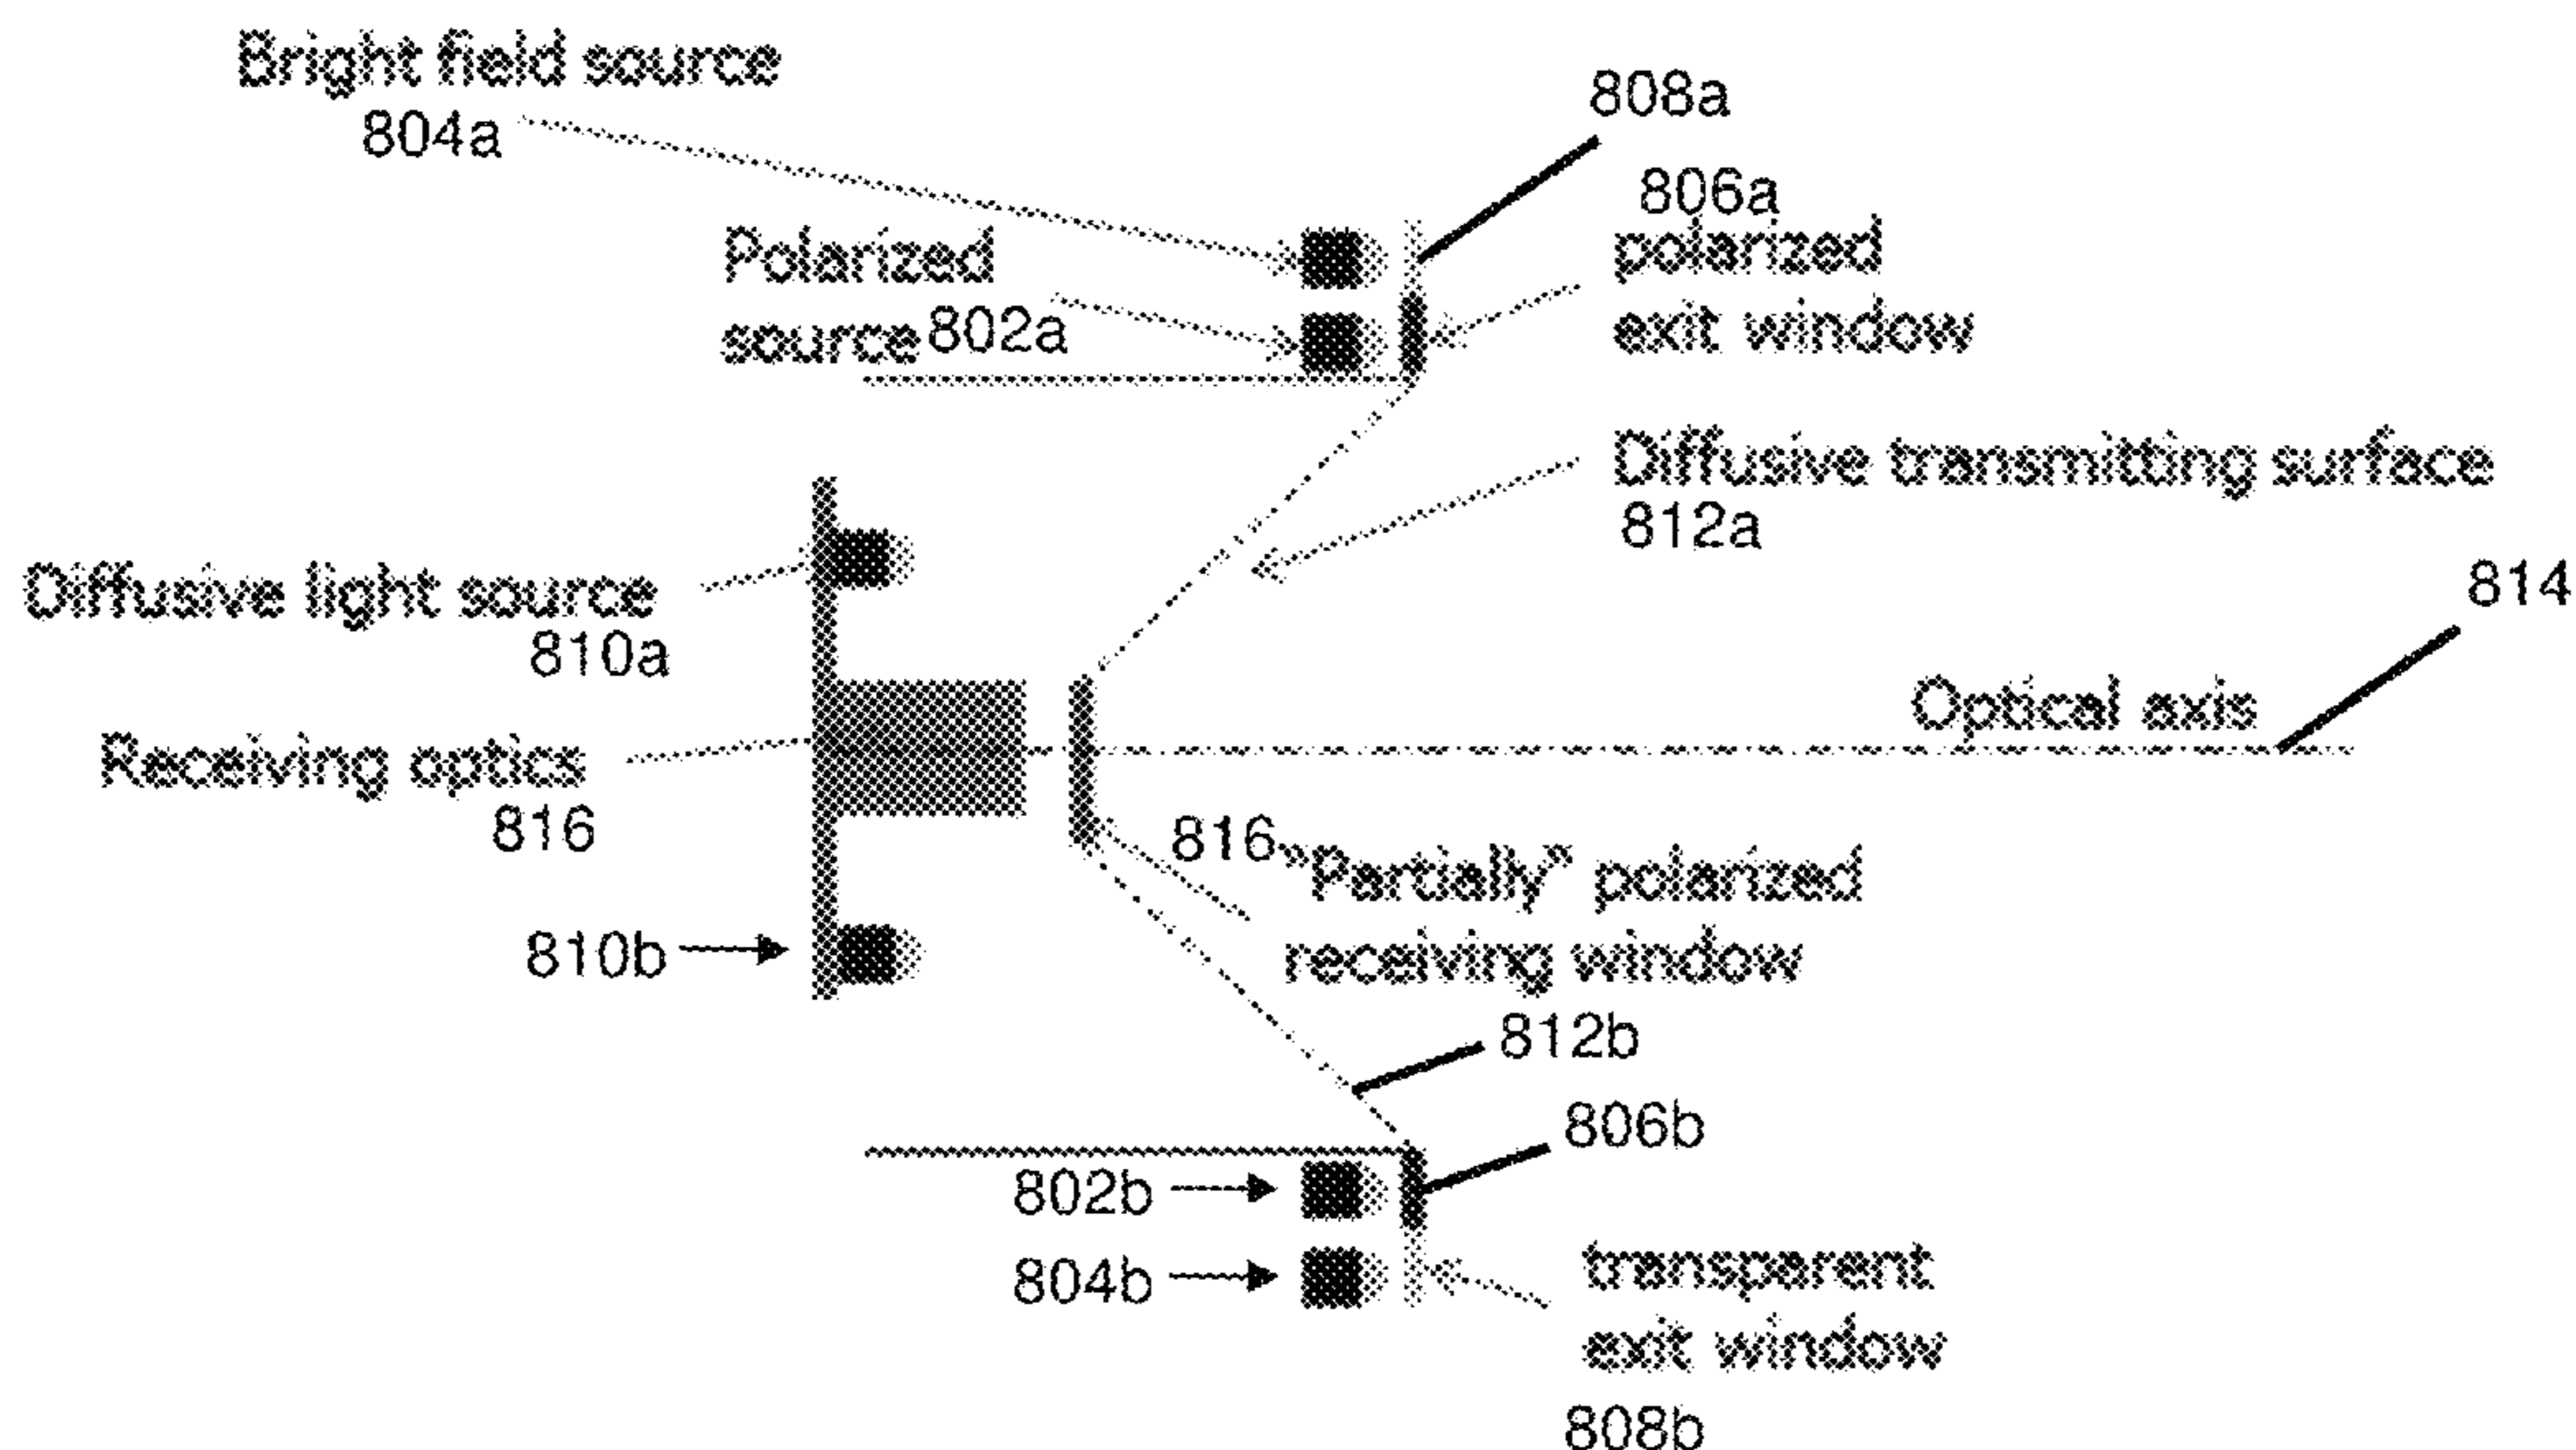 Bright field source
804a
808a
806a
Polarized
source 802a
polarized
exit window
Diffusive transmitting surface
812a
814
Diffusive light source
810a
Optical axis
Receiving optics
816
816 "Partially" polarized
receiving window
810b
812b
806b
802b
804b
transparent
exit window
808b